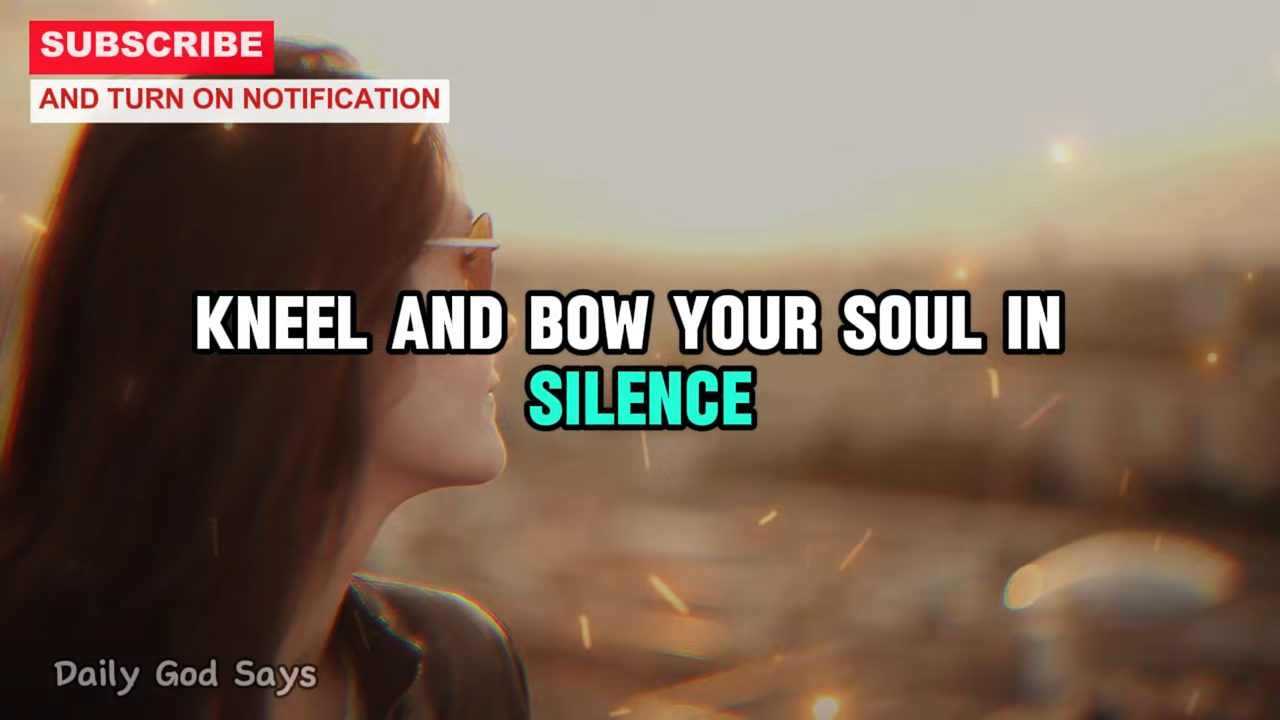 SUBSCRIBE
AND TURN ON NOTIFICATION
KNEEL AND BOW YOUR SOUL IN
SILENCE
Daily God Says